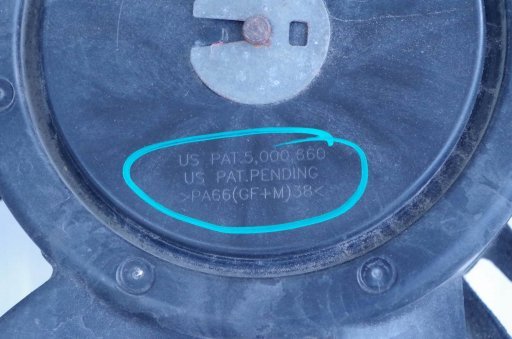 US PAT.5,000,660
US PAT.PENDING
>PA66(GF+M)38<